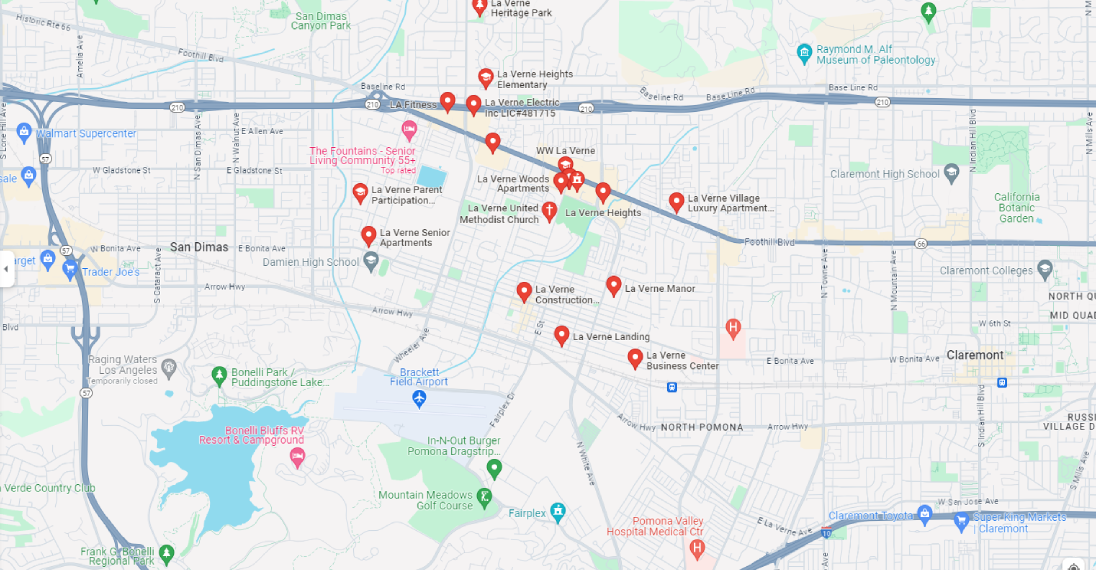 La Verne
Heritage Park
San Dimas
Canyon Park
Historic Rte 66
Amelia Ave
Foothill Blvd
Raymond M. Alf
Museum of Paleontology
N Mills Ave
La Verne Heights
Elementary
Baseline Rd
Baseline Rd
Base Line Rd
210
210
210
210
LA Fitness
La Verne Electric
Inc LIC#481715
S Lone Hill Ave
Walmart Supercenter
E Allen Ave
N San Dimas Ave
N Walnut Ave
57
The Fountains - Senior
Living Community 55+
Top rated
WW La Verne
W Gladstone St
E Gladstone St
La Verne Woods
Apartments
Claremont High School
N Indian Hill Blvd
N Mills Ave
La Verne Parent
Participation...
La Verne Village
Luxury Apartment...
California
Botanic
Garden
La Verne United
Methodist Church
La Verne Heights
La Verne Senior
Apartments
San Dimas
W Bonita Ave
E Bonita Ave
Foothill Blvd
66
57
Damien High School
arget
Trader Joe's
S Cataract Ave
N Towne Ave
N Mountain Ave
Claremont Colleges
Arrow Hwy
La Verne
Construction...
La Verne Manor
NORTH QU
MID QUAD
Blvd
Arrow Hwy
E St
W 6th St
La Verne Landing
Wheeler Ave
La Verne
Business Center
E Bonita Ave
W Bonita Ave
Claremont
Raging Waters
Los Angeles
Temporarily closed
Bonelli Park /
Puddingstone Lake...
Brackett
Field Airport
57
Fairplex Dr
Arrow Hwy
NORTH POMONA
Arrow Hwy
S Indian Hill Blvd
RUSSE
VILLAGE D
Bonelli Bluffs RV
Resort & Campground
In-N-Out Burger
Pomona Dragstrip...
N White Ave
a Verde Country Club
Mountain Meadows
Golf Course
S Mills Ave
W San Jose Ave
Fairplex
Pomona Valley
Hospital Medical Ctr
E La Verne Ave
10
Claremont Toyota
Super King Markets
| Claremont
Frank G. Bonelli
Regional Park